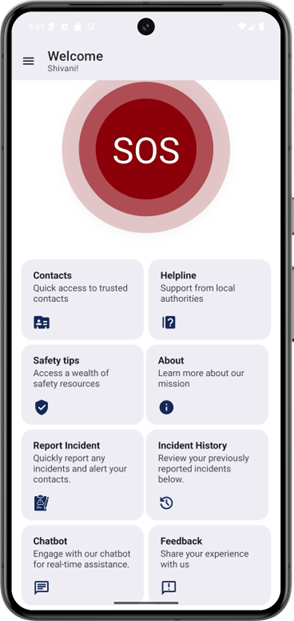 8:51
Welcome
Shivani!
SOS
Contacts
Quick access to trusted
contacts
Helpline
Support from local
authorities
Safety tips
Access a wealth of
safety resources
About
Learn more about our
mission
Report Incident
Quickly report any
incidents and alert your
contacts.
Incident History
Review your previously
reported incidents
below.
Chatbot
Engage with our chatbot
for real-time assistance.
Feedback
Share your experience
with us